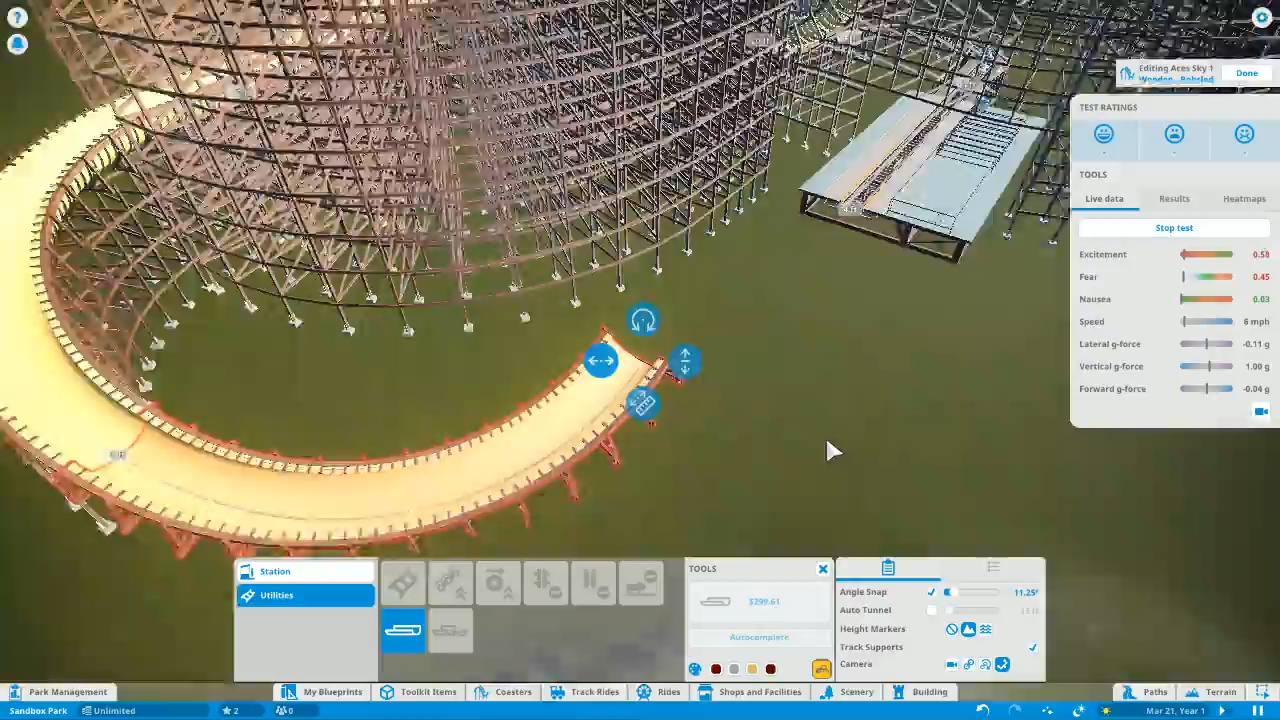 ?
Editing Aces Sky 1
Wooden - Bobsled
Done
TEST RATINGS
- - -
TOOLS
Live data Results Heatmaps
Stop test
Excitement 0.58
Fear 0.45
Nausea 0.03
Speed 6 mph
Lateral g-force -0.11 g
Vertical g-force 1.00 g
Forward g-force -0.04 g
Station
Utilities
TOOLS
$299.61
Autocomplete
Angle Snap 11.25°
Auto Tunnel
Height Markers
Track Supports
Camera
Park Management My Blueprints Toolkit Items Coasters Track Rides Rides Shops and Facilities Scenery Building Paths Terrain
Sandbox Park Unlimited 2 0 Mar 21, Year 1